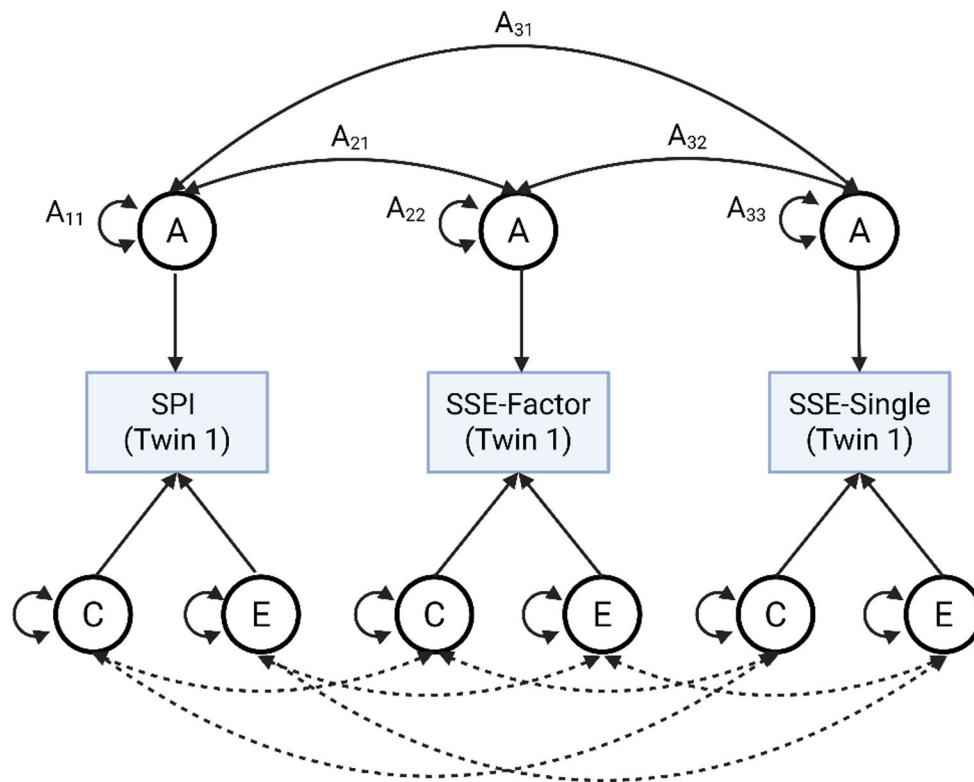 A₃₁
A₂₁
A₃₂
A₁₁
A
A₂₂
A
A₃₃
A
SPI
(Twin 1)
SSE-Factor
(Twin 1)
SSE-Single
(Twin 1)
C
E
C
E
C
E